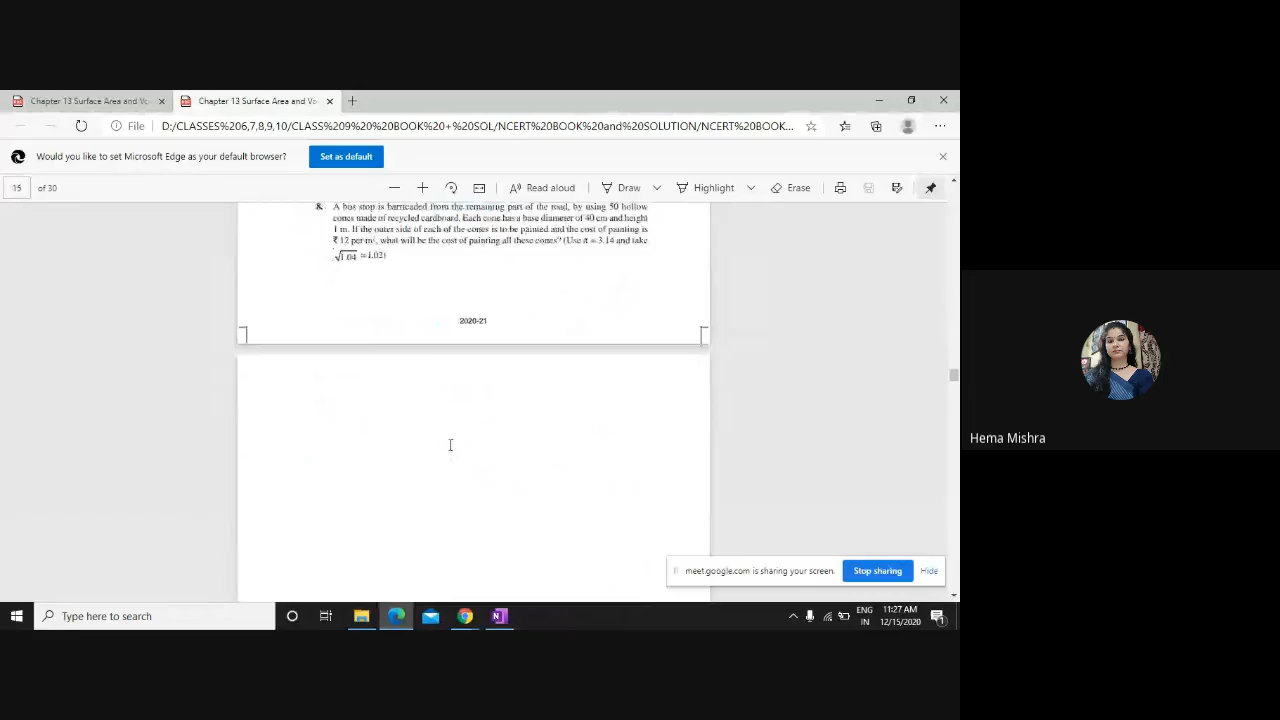 Chapter 13 Surface Area and Vo
Chapter 13 Surface Area and Va
File
D:/CLASSES%206,7,8,9,10/CLASS%209%20%20BOOK%20+%20SOL/NCERT%20BOOK%20and%20SOLUTION/NCERT%20BOOK...
Would you like to set Microsoft Edge as your default browser?
Set as default
15 of 30
Read aloud
Draw
Highlight
Erase
8. A bus stop is barricaded from the remaining part of the road, by using 50 hollow
cones made of recycled cardboard. Each cone has a base diameter of 40 cm and height
1 m. If the outer side of each of the cones is to be painted and the cost of painting is
₹ 12 per m², what will be the cost of painting all these cones? (Use π = 3.14 and take
√1.04 = 1.02)
2020-21
Hema Mishra
meet.google.com is sharing your screen.
Stop sharing
Hide
Type here to search
ENG
IN
11:27 AM
12/15/2020
1